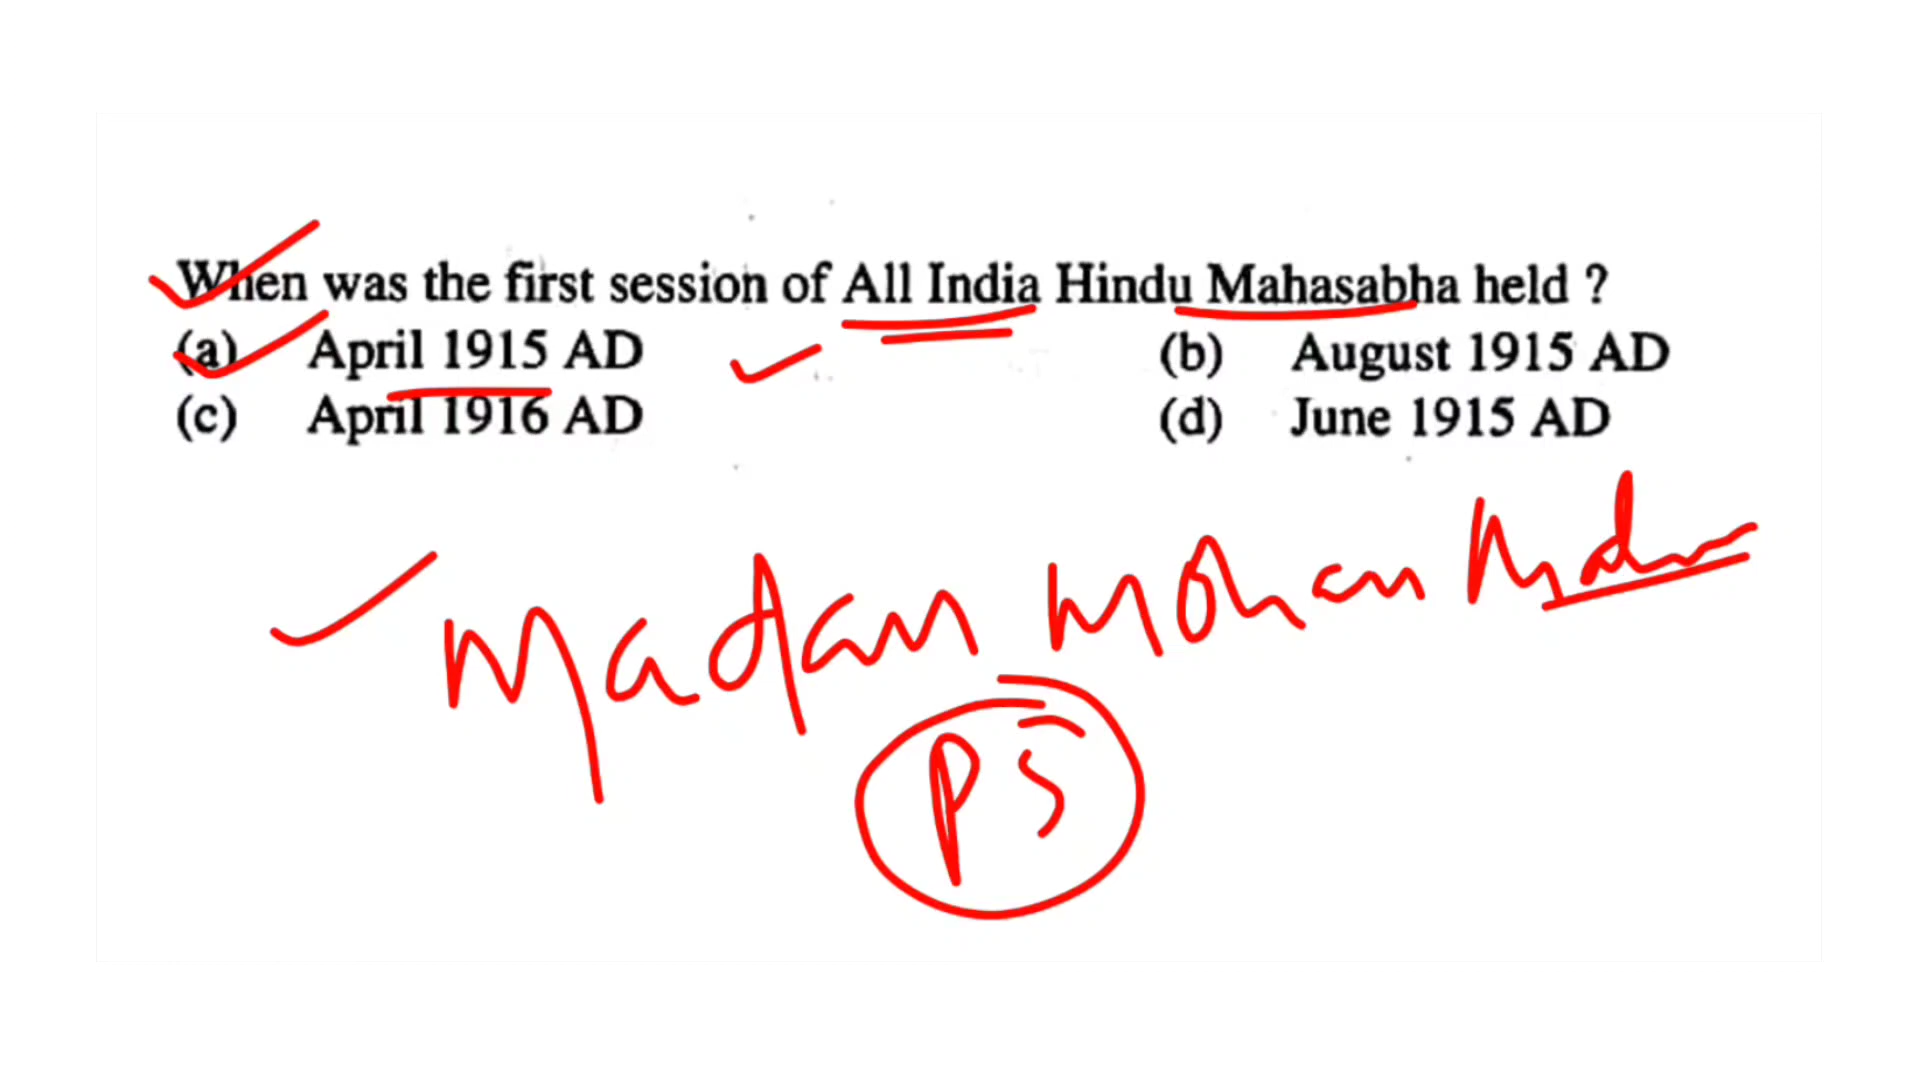 When was the first session of All India Hindu Mahasabha held ?
(a) April 1915 AD (b) August 1915 AD
(c) April 1916 AD (d) June 1915 AD
Madan Mohan
PS